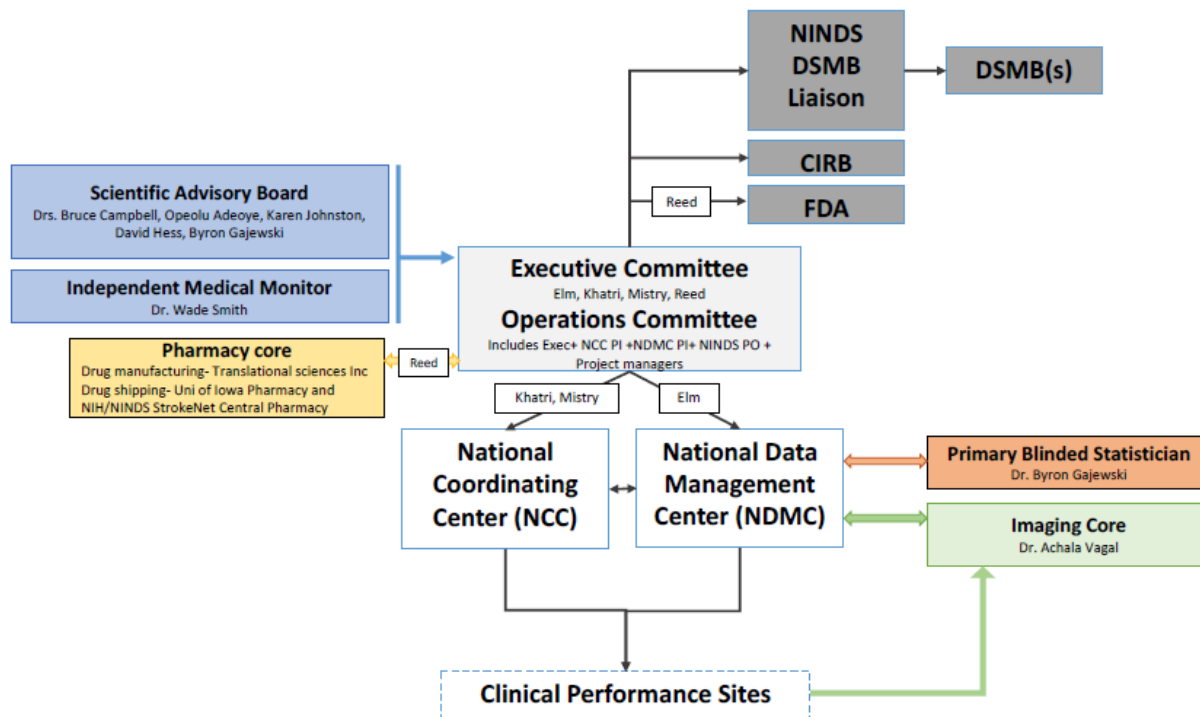 NINDS
DSMB
Liaison
DSMB(s)
CIRB
Reed
FDA
Scientific Advisory Board
Drs. Bruce Campbell, Opeolu Adeoye, Karen Johnston,
David Hess, Byron Gajewski
Independent Medical Monitor
Dr. Wade Smith
Executive Committee
Elm, Khatri, Mistry, Reed
Operations Committee
Includes Exec+ NCC PI +NDMC PI+ NINDS PO +
Project managers
Pharmacy core
Drug manufacturing- Translational sciences Inc
Drug shipping- Uni of Iowa Pharmacy and
NIH/NINDS StrokeNet Central Pharmacy
Reed
Khatri, Mistry
Elm
National
Coordinating
Center (NCC)
National Data
Management
Center (NDMC)
Primary Blinded Statistician
Dr. Byron Gajewski
Imaging Core
Dr. Achala Vagal
Clinical Performance Sites